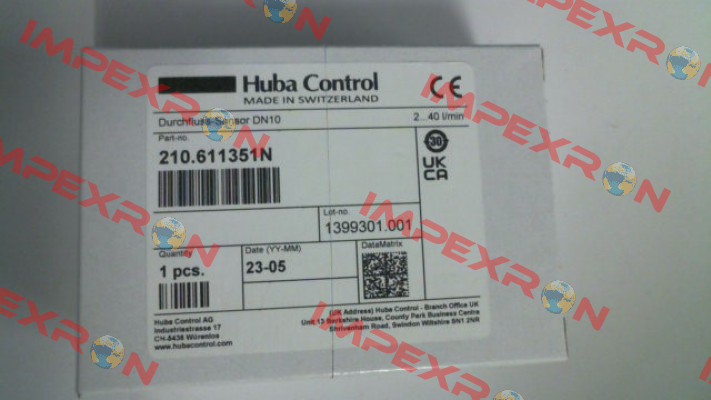 Huba Control
MADE IN SWITZERLAND
CE
Durchfluss-Sensor DN10
2...40 l/min
Part-no.
210.611351N
30
UK
CA
Lot-no.
1399301.001
Quantity
1 pcs.
Date (YY-MM)
23-05
DataMatrix
Huba Control AG
Industriestrasse 17
CH-5436 Würenlos
www.hubacontrol.com
(UK Address) Huba Control - Branch Office UK
Unit 13 Berkshire House, County Park Business Centre
Shrivenham Road, Swindon Wiltshire SN1 2NR
IMPEXRON
IMPEXRON
IMPEXRON
IMPEXRON
IMPEXRON